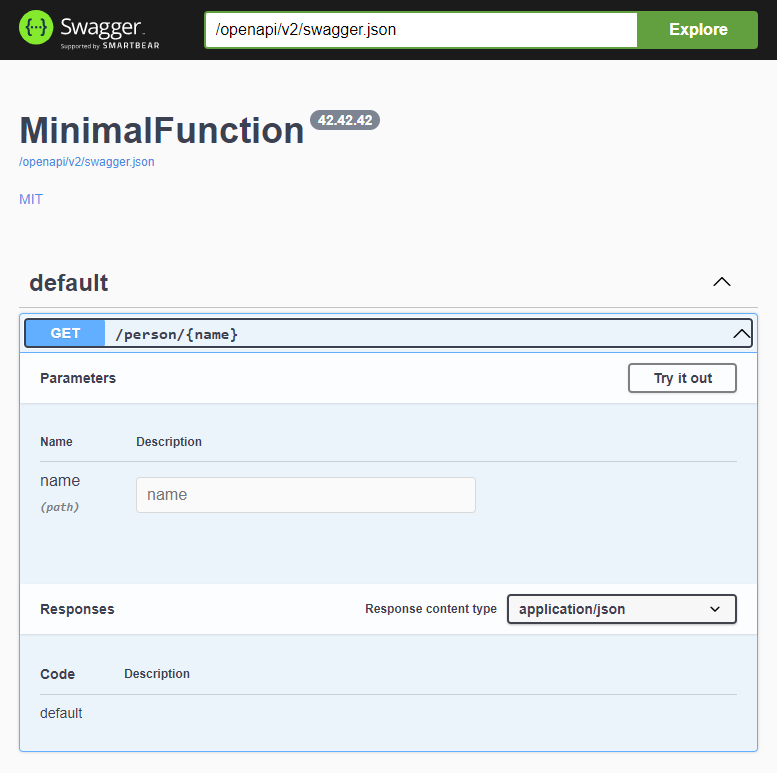 Swagger.
Supported by SMARTBEAR
/openapi/v2/swagger.json
Explore
MinimalFunction 42.42.42
/openapi/v2/swagger.json
MIT
default
GET /person/{name}
Parameters
Try it out
Name Description
name
name
(path)
Responses
Response content type application/json
Code Description
default